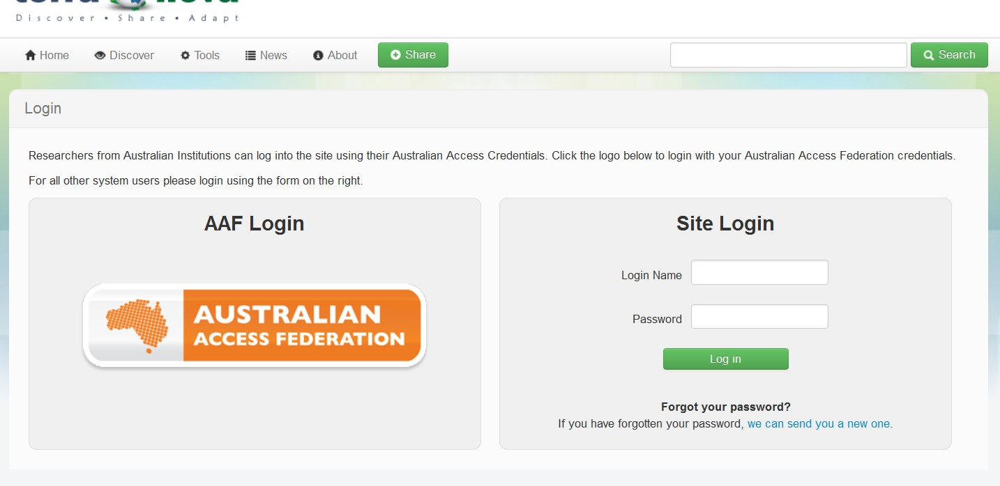 Discover • Share • Adapt
Home Discover Tools News About Share Search
Login
Researchers from Australian Institutions can log into the site using their Australian Access Credentials. Click the logo below to login with your Australian Access Federation credentials.
For all other system users please login using the form on the right.
AAF Login
AUSTRALIAN
ACCESS FEDERATION
Site Login
Login Name
Password
Log in
Forgot your password?
If you have forgotten your password, we can send you a new one.